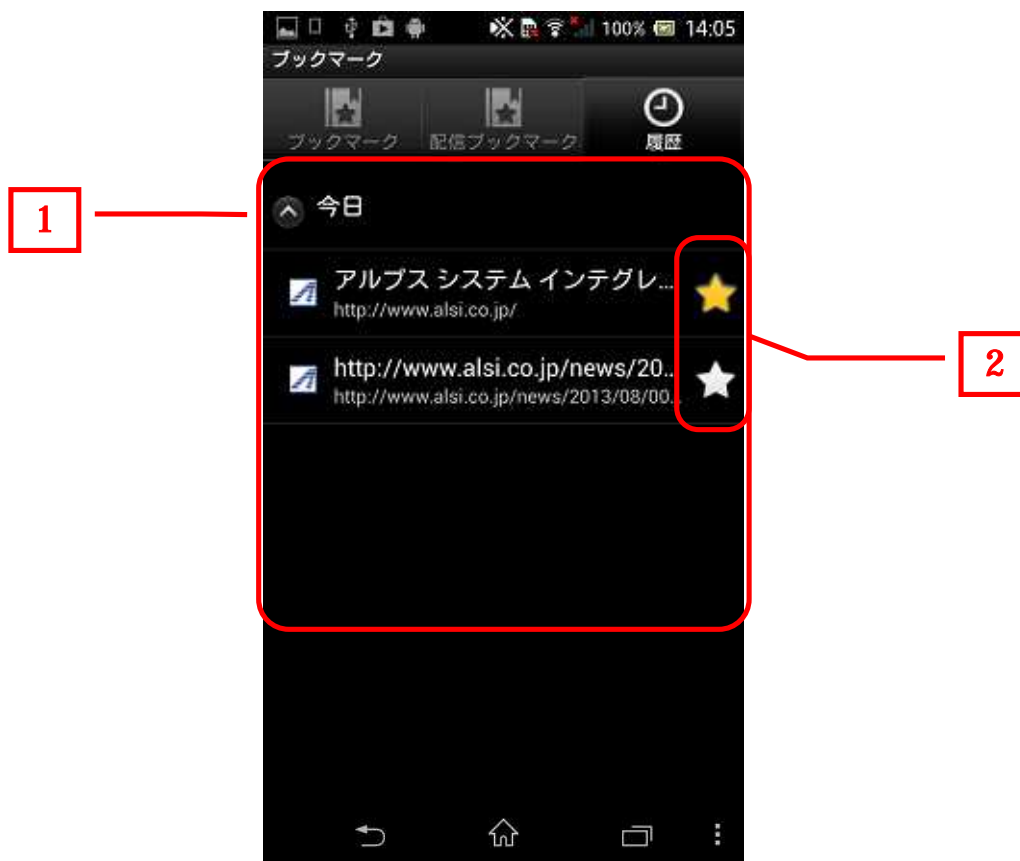 100% 14:05
ブックマーク
ブックマーク 配信ブックマーク 履歴
1
今日
アルプス システム インテグレ...
http://www.alsi.co.jp/
2
http://www.alsi.co.jp/news/20...
http://www.alsi.co.jp/news/2013/08/00...